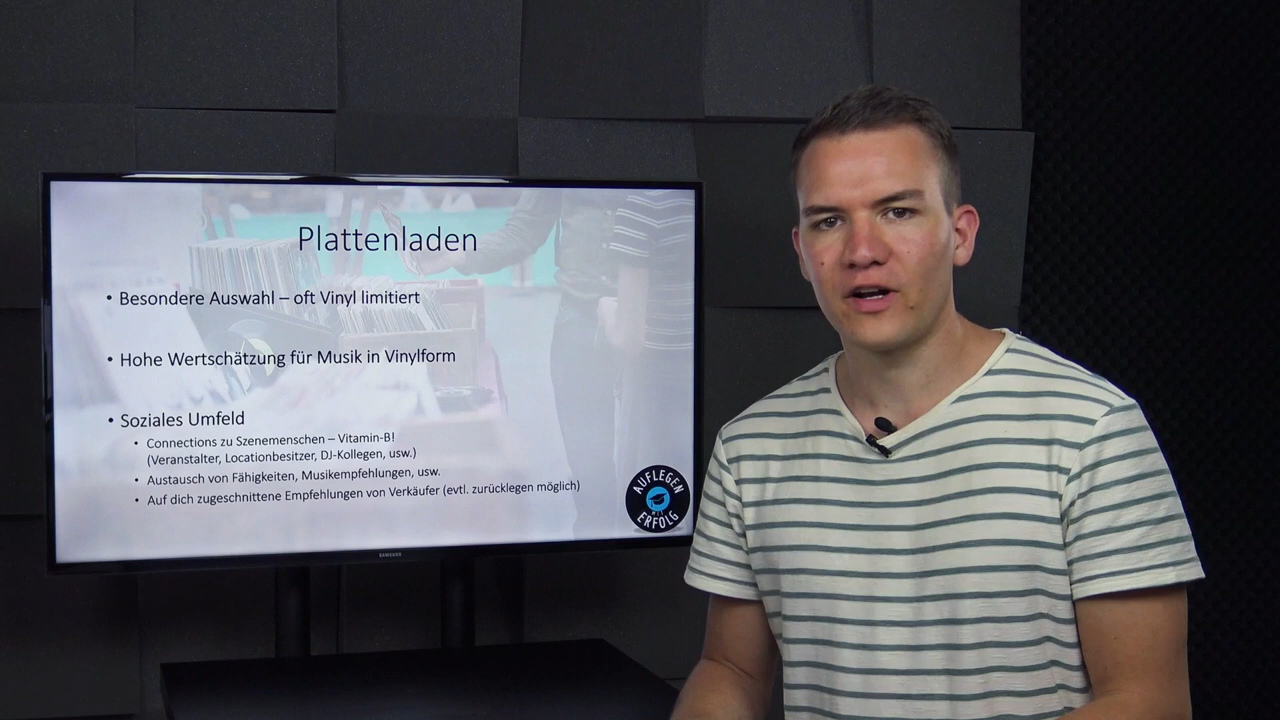 Plattenladen
• Besondere Auswahl – oft Vinyl limitiert
• Hohe Wertschätzung für Musik in Vinylform
• Soziales Umfeld
• Connections zu Szenemenschen – Vitamin-B!
(Veranstalter, Locationbesitzer, DJ-Kollegen, usw.)
• Austausch von Fähigkeiten, Musikempfehlungen, usw.
• Auf dich zugeschnittene Empfehlungen von Verkäufer (evtl. zurücklegen möglich)
AUFLEGEN
mit
ERFOLG
SAMSUNG